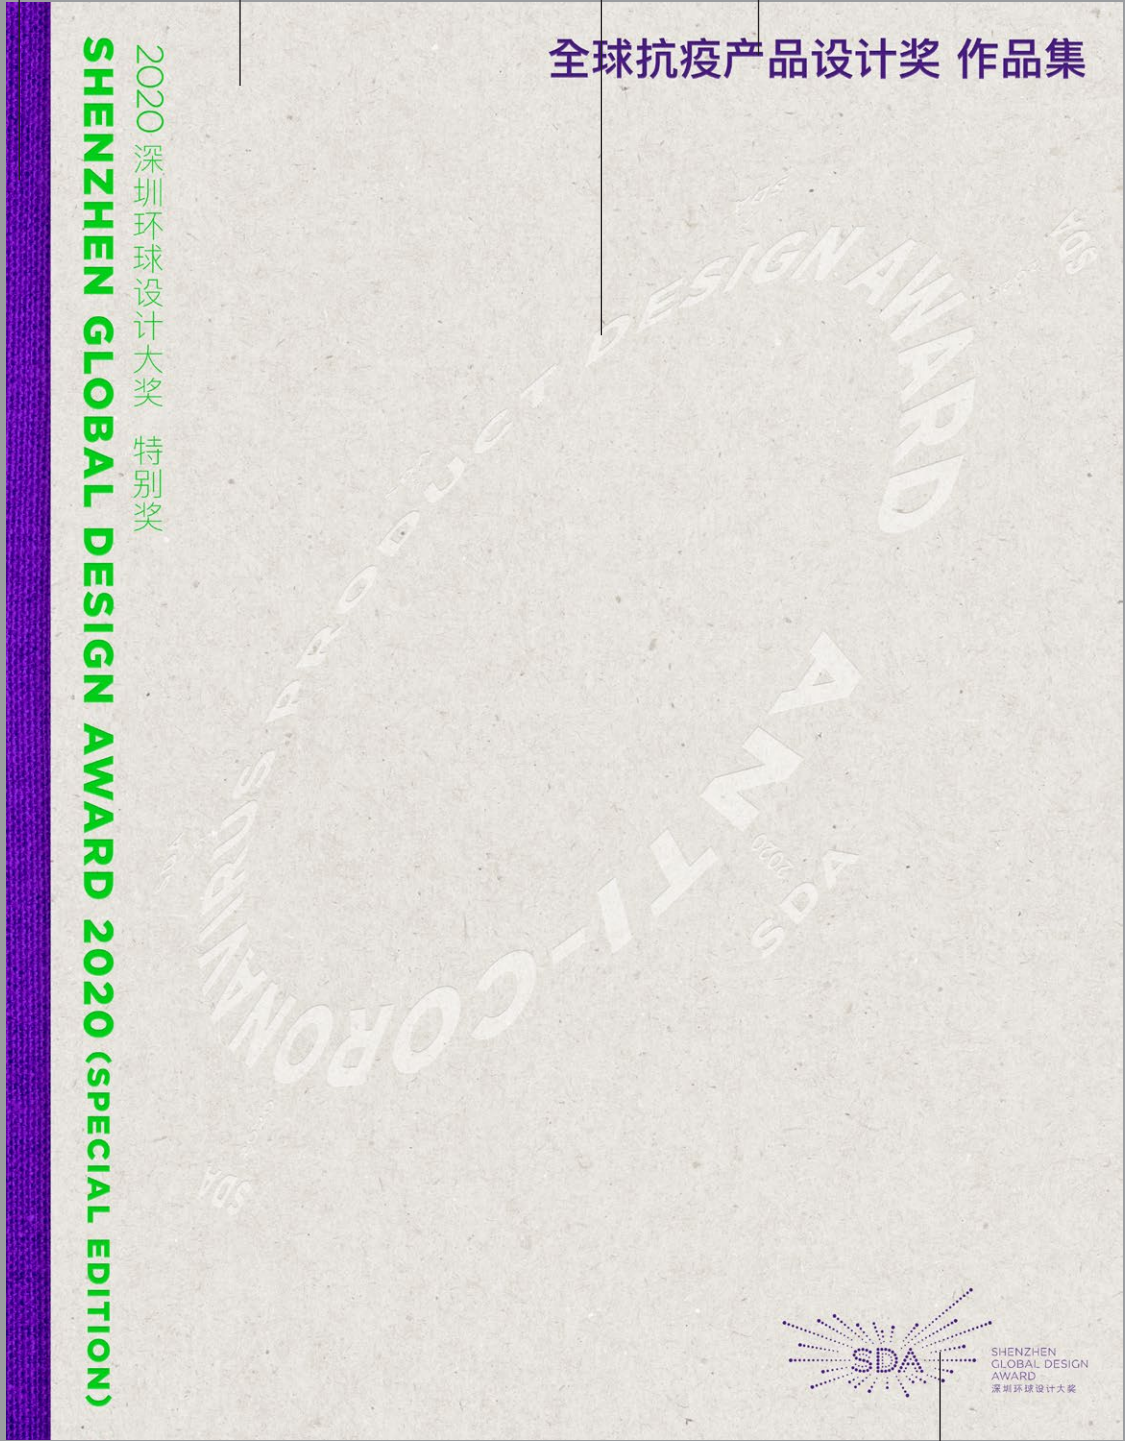 全球抗疫产品设计奖 作品集
2020 深圳环球设计大奖 特别奖
SHENZHEN GLOBAL DESIGN AWARD 2020 (SPECIAL EDITION)
ANTI-CORONAVIRUS PRODUCT DESIGN AWARD
SDA
SDA
2020
SDA
SDA
SHENZHEN
GLOBAL DESIGN
AWARD
深圳环球设计大奖